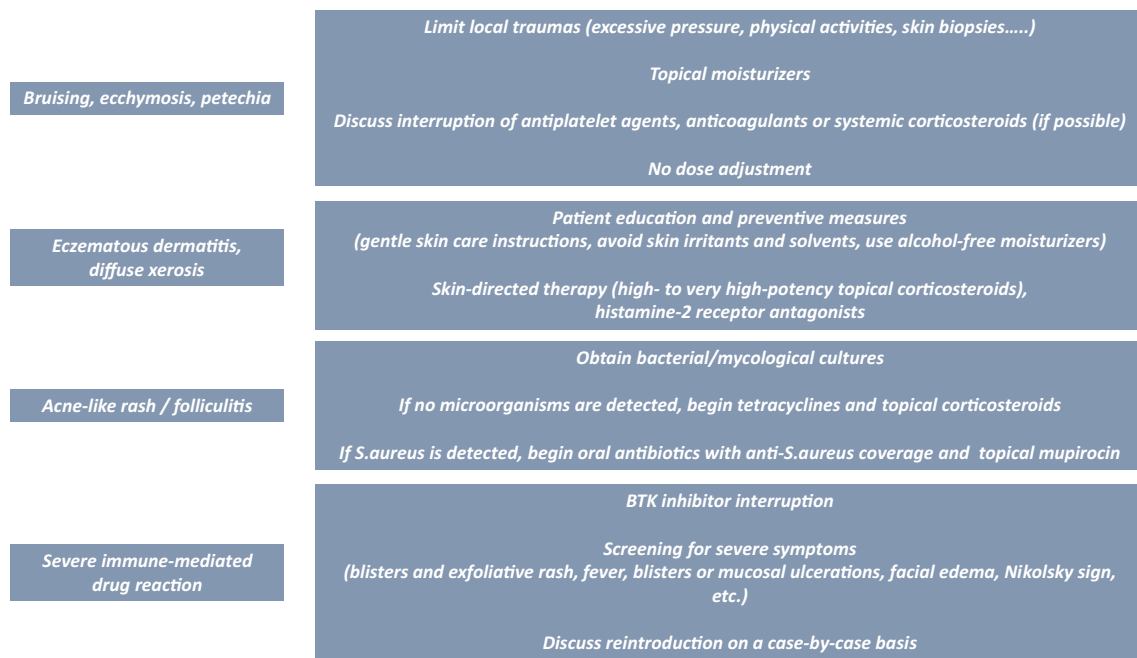 Bruising, ecchymosis, petechia
Limit local traumas (excessive pressure, physical activities, skin biopsies.....)
Topical moisturizers
Discuss interruption of antiplatelet agents, anticoagulants or systemic corticosteroids (if possible)
No dose adjustment
Eczematous dermatitis,
diffuse xerosis
Patient education and preventive measures
(gentle skin care instructions, avoid skin irritants and solvents, use alcohol-free moisturizers)
Skin-directed therapy (high- to very high-potency topical corticosteroids),
histamine-2 receptor antagonists
Acne-like rash / folliculitis
Obtain bacterial/mycological cultures
If no microorganisms are detected, begin tetracyclines and topical corticosteroids
If S.aureus is detected, begin oral antibiotics with anti-S.aureus coverage and  topical mupirocin
Severe immune-mediated
drug reaction
BTK inhibitor interruption
Screening for severe symptoms
(blisters and exfoliative rash, fever, blisters or mucosal ulcerations, facial edema, Nikolsky sign,
etc.)
Discuss reintroduction on a case-by-case basis